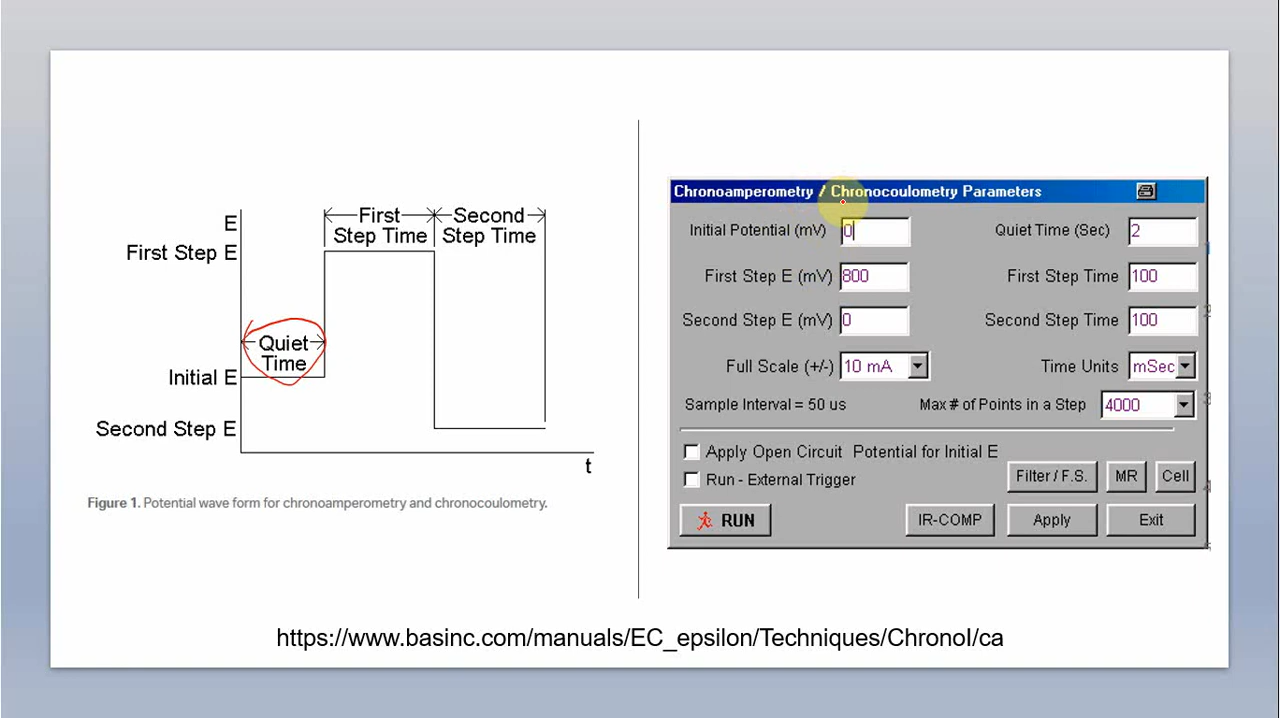 E
First Step E
First Step Time
Second Step Time
Quiet Time
Initial E
Second Step E
t
Figure 1. Potential wave form for chronoamperometry and chronocoulometry.
Chronoamperometry / Chronocoulometry Parameters
Initial Potential (mV) 0 Quiet Time (Sec) 2
First Step E (mV) 800 First Step Time 100
Second Step E (mV) 0 Second Step Time 100
Full Scale (+/-) 10 mA Time Units mSec
Sample Interval = 50 us Max # of Points in a Step 4000
Apply Open Circuit Potential for Initial E
Run - External Trigger Filter / F.S. MR Cell
RUN IR-COMP Apply Exit
https://www.basinc.com/manuals/EC_epsilon/Techniques/ChronoI/ca